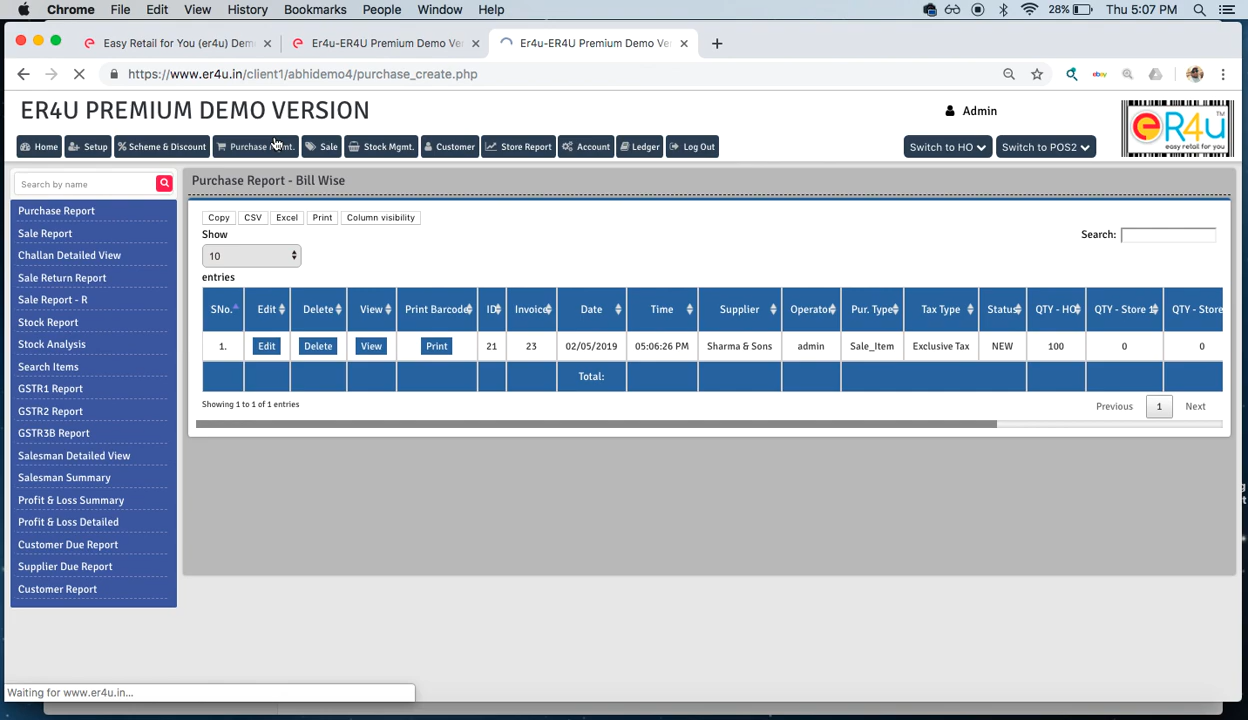 Chrome File Edit View History Bookmarks People Window Help 28% Thu 5:07 PM
Easy Retail for You (er4u) Dem Er4u-ER4U Premium Demo Ve Er4u-ER4U Premium Demo Ve
https://www.er4u.in/client1/abhidemo4/purchase_create.php
ER4U PREMIUM DEMO VERSION
Admin
eR4u TM
easy retail for you
Home Setup % Scheme & Discount Purchase Sale Stock Mgmt. Customer Store Report Account Ledger Log Out Switch to HO Switch to POS2
Search by name
Purchase Report
Sale Report
Challan Detailed View
Sale Return Report
Sale Report - R
Stock Report
Stock Analysis
Search Items
GSTR1 Report
GSTR2 Report
GSTR3B Report
Salesman Detailed View
Salesman Summary
Profit & Loss Summary
Profit & Loss Detailed
Customer Due Report
Supplier Due Report
Customer Report
Purchase Report - Bill Wise
Copy CSV Excel Print Column visibility
Show
10
entries
Search:
SNo. Edit Delete View Print Barcode ID Invoice Date Time Supplier Operator Pur. Type Tax Type Status QTY - HO QTY - Store 1 QTY - Store
1. Edit Delete View Print 21 23 02/05/2019 05:06:26 PM Sharma & Sons admin Sale_Item Exclusive Tax NEW 100 0 0
Total:
Showing 1 to 1 of 1 entries
Previous 1 Next
Waiting for www.er4u.in...